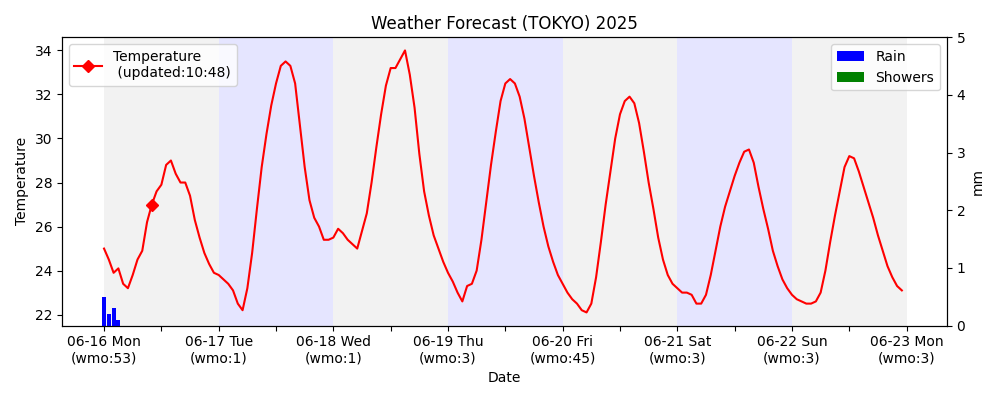 Weather Forecast (TOKYO) 2025
Temperature
(updated:10:48)
Rain
Showers
34
32
30
28
26
24
22
Temperature
5
4
3
2
1
0
mm
06-16 Mon
(wmo:53)
06-17 Tue
(wmo:1)
06-18 Wed
(wmo:1)
06-19 Thu
(wmo:3)
06-20 Fri
(wmo:45)
06-21 Sat
(wmo:3)
06-22 Sun
(wmo:3)
06-23 Mon
(wmo:3)
Date